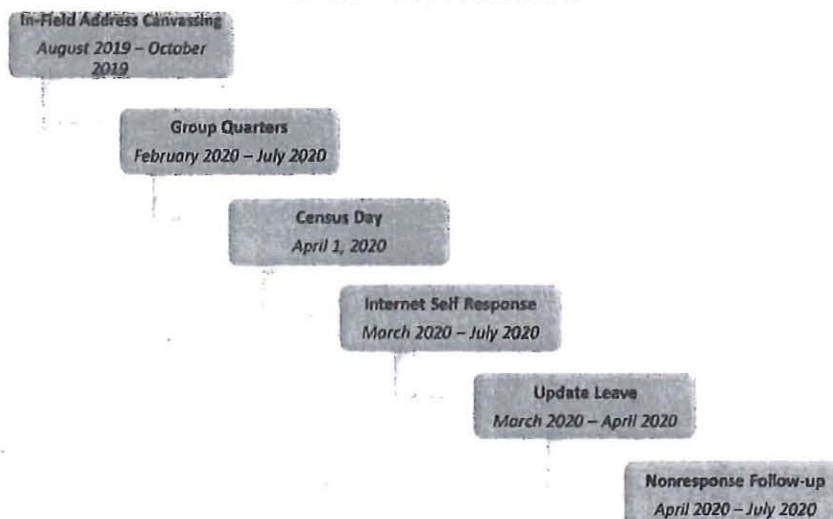 In-Field Address Canvassing
August 2019 – October
2019
Group Quarters
February 2020 – July 2020
Census Day
April 1, 2020
Internet Self Response
March 2020 – July 2020
Update Leave
March 2020 – April 2020
Nonresponse Follow-up
April 2020 – July 2020